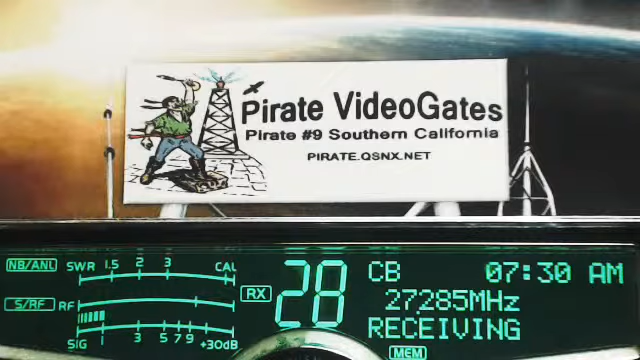 Pirate VideoGates
Pirate #9 Southern California
PIRATE.QSNX.NET
NB/ANL SWR 1.5 2 3 CAL
CB 07:30 AM
RX 28
S/RF RF
27285MHz
RECEIVING
SIG 1 3 5 7 9 +30dB
MEM